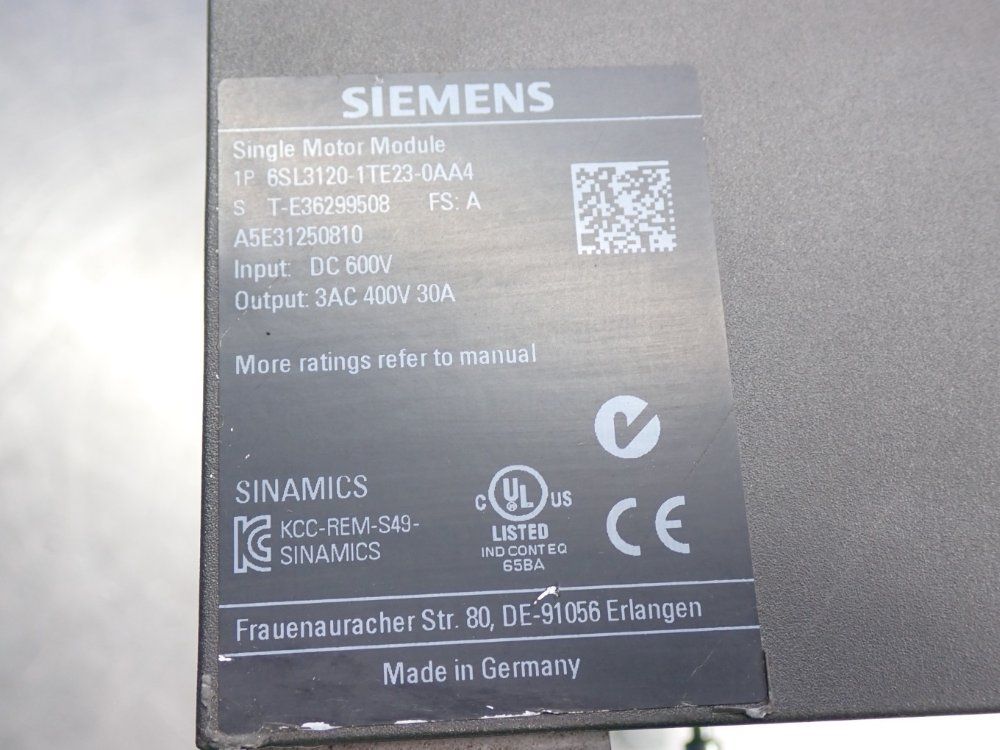 SIEMENS
Single Motor Module
1P 6SL3120-1TE23-0AA4
S T-E36299508 FS: A
A5E31250810
Input: DC 600V
Output: 3AC 400V 30A
More ratings refer to manual
SINAMICS
KCC-REM-S49-
SINAMICS
C UL US
LISTED
IND CONT EQ
65BA
CE
Frauenauracher Str. 80, DE-91056 Erlangen
Made in Germany